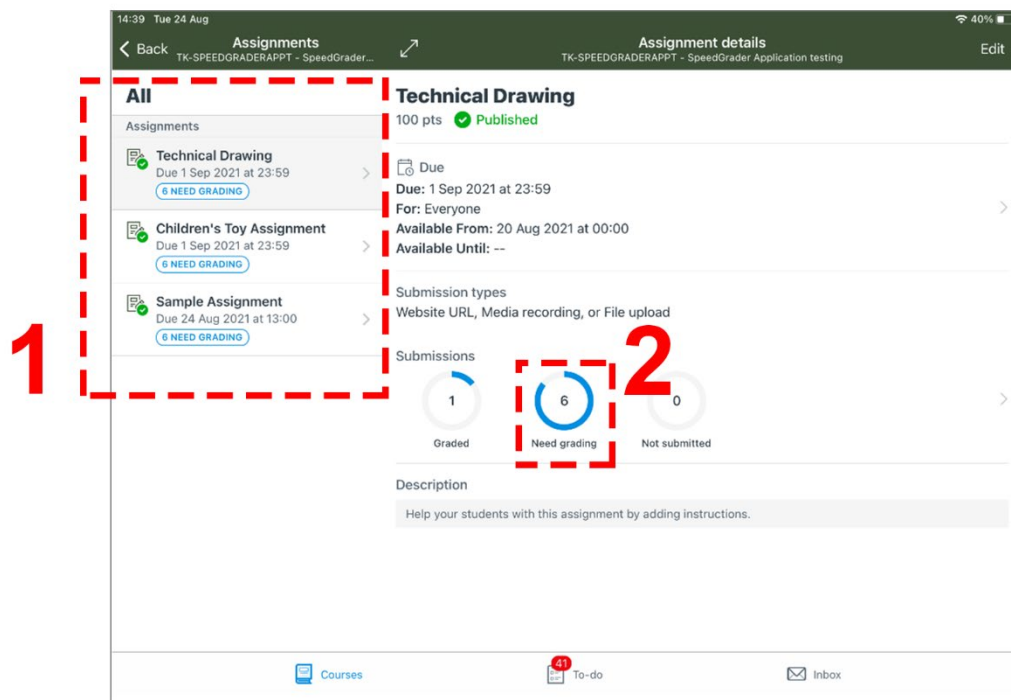 14:39 Tue 24 Aug
40%
Back
Assignments
TK-SPEEDGRADERAPPT - SpeedGrader...
Assignment details
TK-SPEEDGRADERAPPT - SpeedGrader Application testing
Edit
1
All
Assignments
Technical Drawing
Due 1 Sep 2021 at 23:59
6 NEED GRADING
Children's Toy Assignment
Due 1 Sep 2021 at 23:59
6 NEED GRADING
Sample Assignment
Due 24 Aug 2021 at 13:00
6 NEED GRADING
Technical Drawing
100 pts Published
Due
Due: 1 Sep 2021 at 23:59
For: Everyone
Available From: 20 Aug 2021 at 00:00
Available Until: --
Submission types
Website URL, Media recording, or File upload
Submissions
2
1 6 0
Graded Need grading Not submitted
Description
Help your students with this assignment by adding instructions.
Courses
41
To-do
Inbox